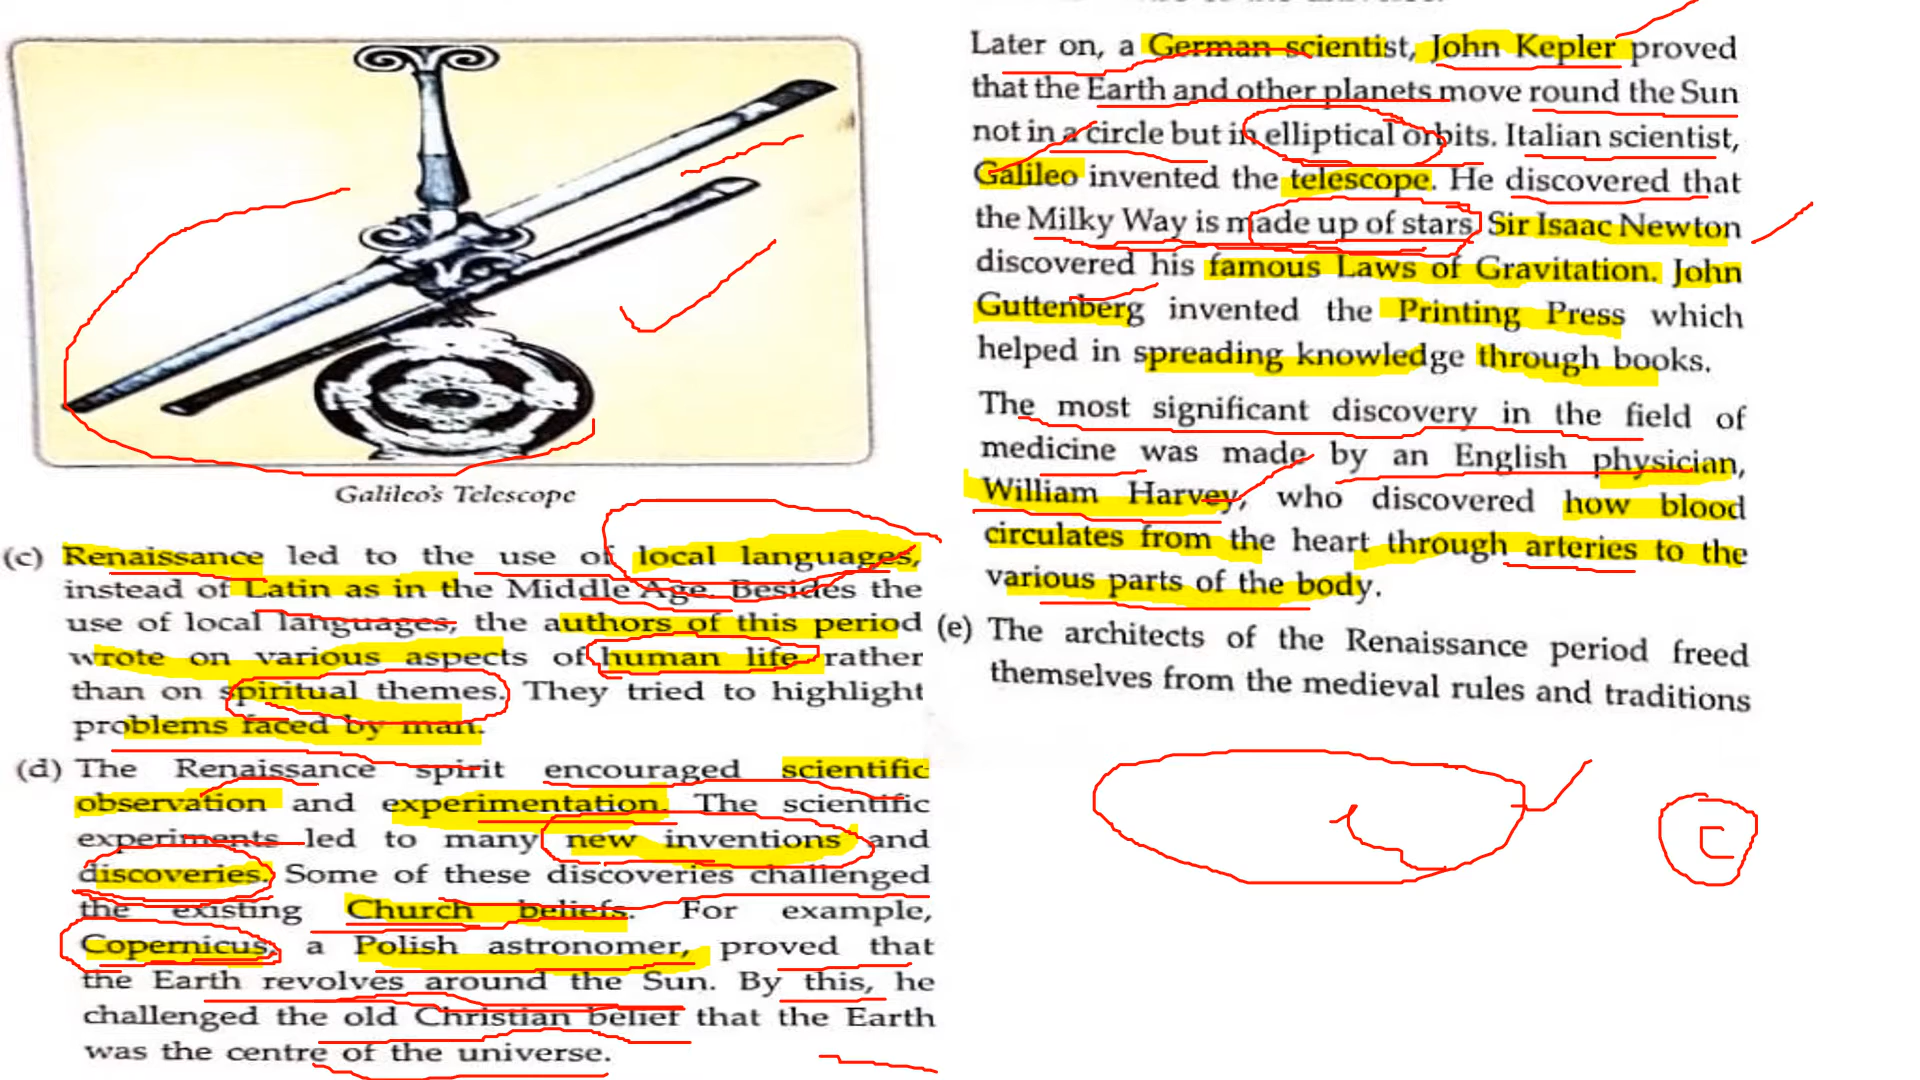 Galileo's Telescope
(c) Renaissance led to the use of local languages,
instead of Latin as in the Middle Age. Besides the
use of local languages, the authors of this period
wrote on various aspects of human life rather
than on spiritual themes. They tried to highlight
problems faced by man.
(d) The Renaissance spirit encouraged scientific
observation and experimentation. The scientific
experiments led to many new inventions and
discoveries. Some of these discoveries challenged
the existing Church beliefs. For example,
Copernicus, a Polish astronomer, proved that
the Earth revolves around the Sun. By this, he
challenged the old Christian belief that the Earth
was the centre of the universe.
Later on, a German scientist, John Kepler proved
that the Earth and other planets move round the Sun
not in a circle but in elliptical orbits. Italian scientist,
Galileo invented the telescope. He discovered that
the Milky Way is made up of stars. Sir Isaac Newton
discovered his famous Laws of Gravitation. John
Guttenberg invented the Printing Press which
helped in spreading knowledge through books.
The most significant discovery in the field of
medicine was made by an English physician,
William Harvey, who discovered how blood
circulates from the heart through arteries to the
various parts of the body.
(e) The architects of the Renaissance period freed
themselves from the medieval rules and traditions